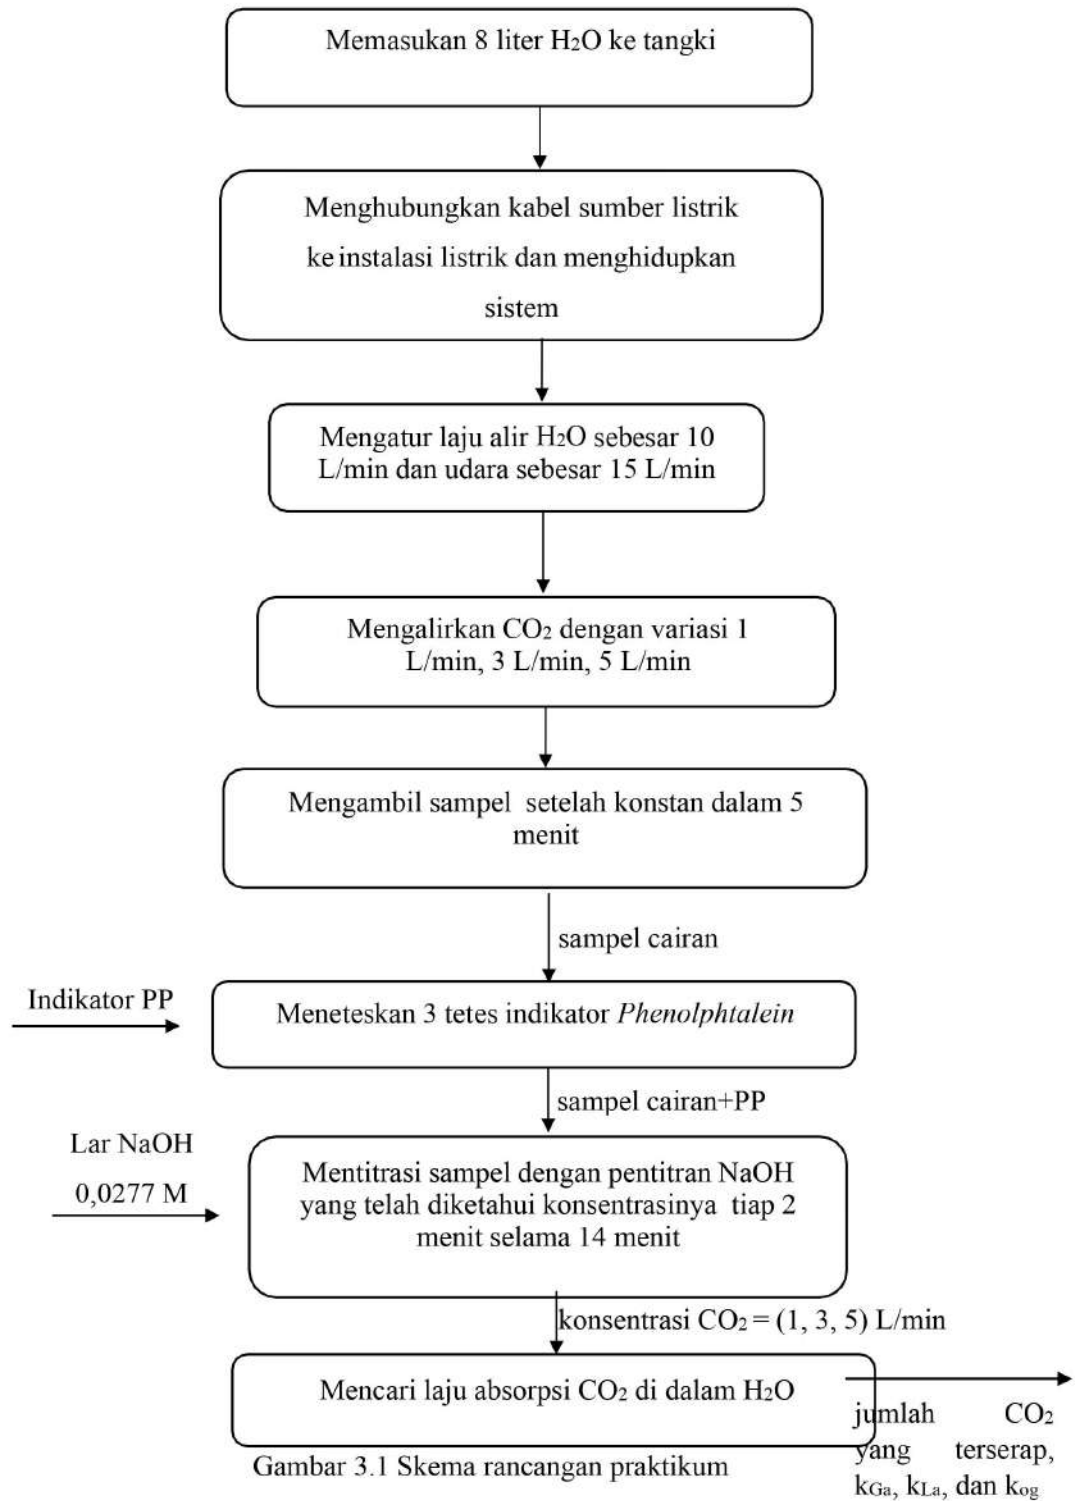 Memasukan 8 liter H₂O ke tangki
Menghubungkan kabel sumber listrik
ke instalasi listrik dan menghidupkan
sistem
Mengatur laju alir H₂O sebesar 10
L/min dan udara sebesar 15 L/min
Mengalirkan CO₂ dengan variasi 1
L/min, 3 L/min, 5 L/min
Mengambil sampel setelah konstan dalam 5
menit
sampel cairan
Indikator PP
Meneteskan 3 tetes indikator Phenolphtalein
sampel cairan+PP
Lar NaOH
0,0277 M
Mentitrasi sampel dengan pentitran NaOH
yang telah diketahui konsentrasinya tiap 2
menit selama 14 menit
konsentrasi CO₂ = (1, 3, 5) L/min
Mencari laju absorpsi CO₂ di dalam H₂O
jumlah CO₂
yang terserap,
kGa, kLa, dan kog
Gambar 3.1 Skema rancangan praktikum